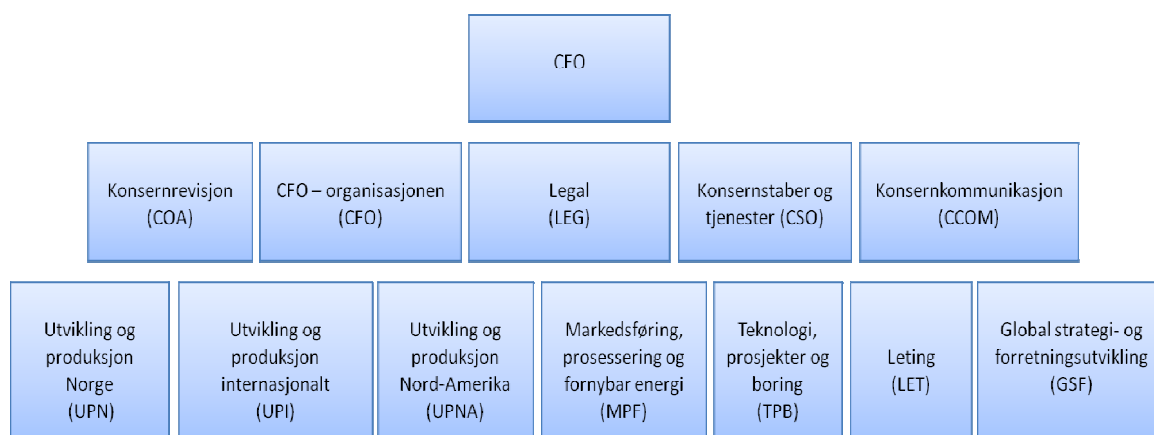 CEO
Konsernrevisjon
(COA)
CFO – organisasjonen
(CFO)
Legal
(LEG)
Konsernstaber og
tjenester (CSO)
Konsernkommunikasjon
(CCOM)
Utvikling og
produksjon
Norge
(UPN)
Utvikling og
produksjon
internasjonalt
(UPI)
Utvikling og
produksjon
Nord-Amerika
(UPNA)
Markedsføring,
prosessering og
fornybar energi
(MPF)
Teknologi,
prosjekter og
boring
(TPB)
Leting
(LET)
Global strategi- og
forretningsutvikling
(GSF)